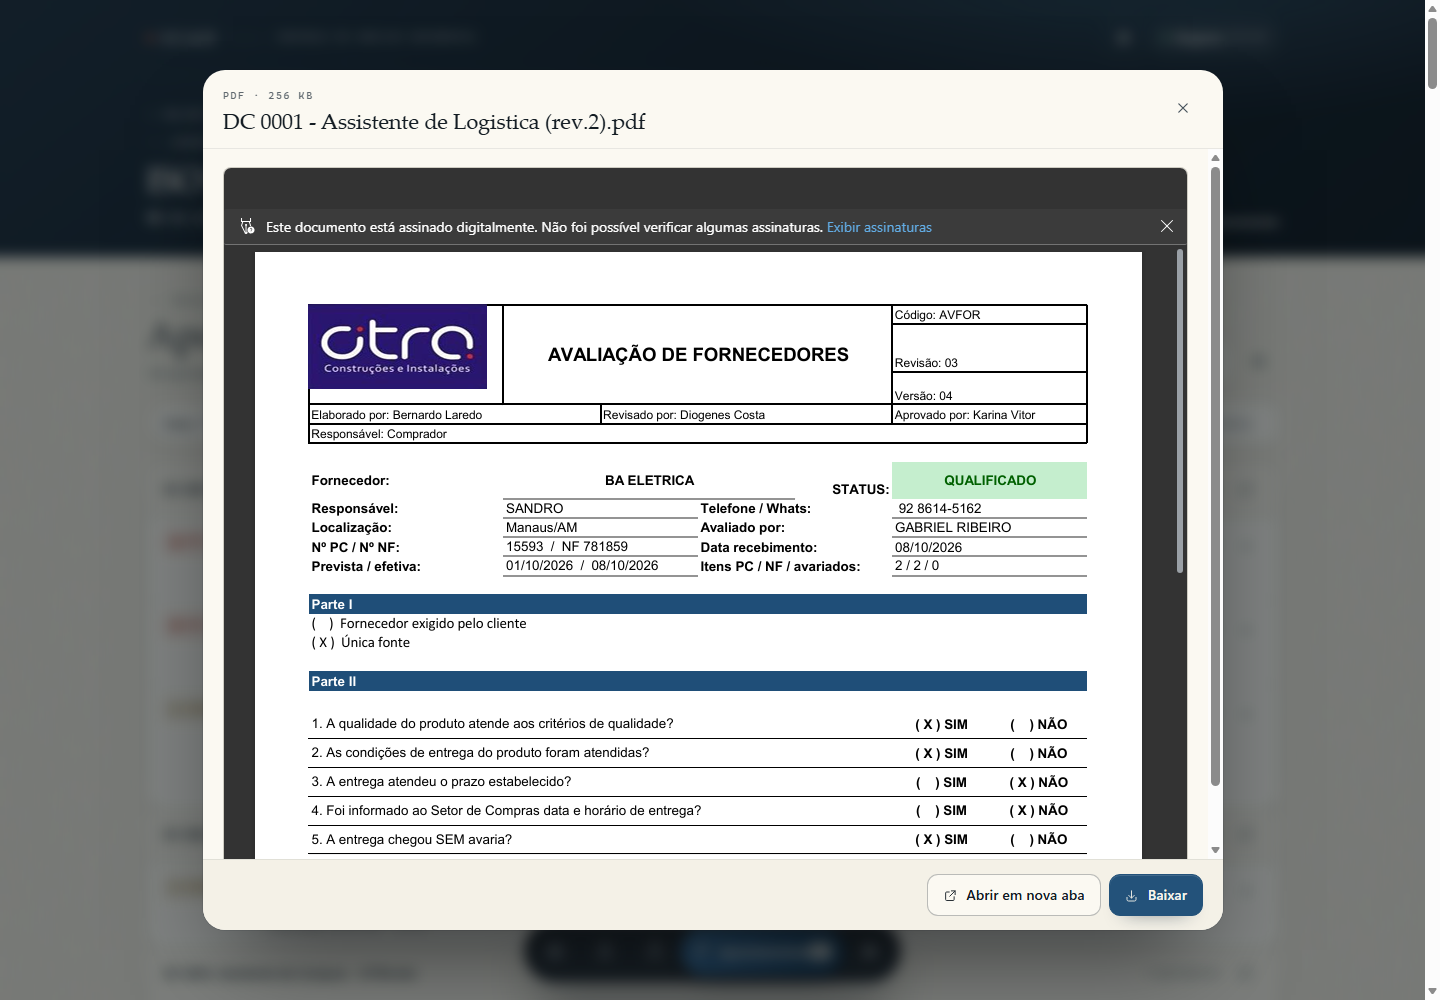 PDF · 256 KB
DC 0001 - Assistente de Logistica (rev.2).pdf
Este documento está assinado digitalmente. Não foi possível verificar algumas assinaturas. Exibir assinaturas
citra
Construções e Instalações
AVALIAÇÃO DE FORNECEDORES
Código: AVFOR
Revisão: 03
Versão: 04
Elaborado por: Bernardo Laredo
Revisado por: Diogenes Costa
Aprovado por: Karina Vitor
Responsável: Comprador
Fornecedor: BA ELETRICA STATUS: QUALIFICADO
Responsável: SANDRO Telefone / Whats: 92 8614-5162
Localização: Manaus/AM Avaliado por: GABRIEL RIBEIRO
Nº PC / Nº NF: 15593 / NF 781859 Data recebimento: 08/10/2026
Prevista / efetiva: 01/10/2026 / 08/10/2026 Itens PC / NF / avariados: 2 / 2 / 0
Parte I
( ) Fornecedor exigido pelo cliente
( X ) Única fonte
Parte II
1. A qualidade do produto atende aos critérios de qualidade? ( X ) SIM ( ) NÃO
2. As condições de entrega do produto foram atendidas? ( X ) SIM ( ) NÃO
3. A entrega atendeu o prazo estabelecido? ( ) SIM ( X ) NÃO
4. Foi informado ao Setor de Compras data e horário de entrega? ( ) SIM ( X ) NÃO
5. A entrega chegou SEM avaria? ( X ) SIM ( ) NÃO
Abrir em nova aba
Baixar